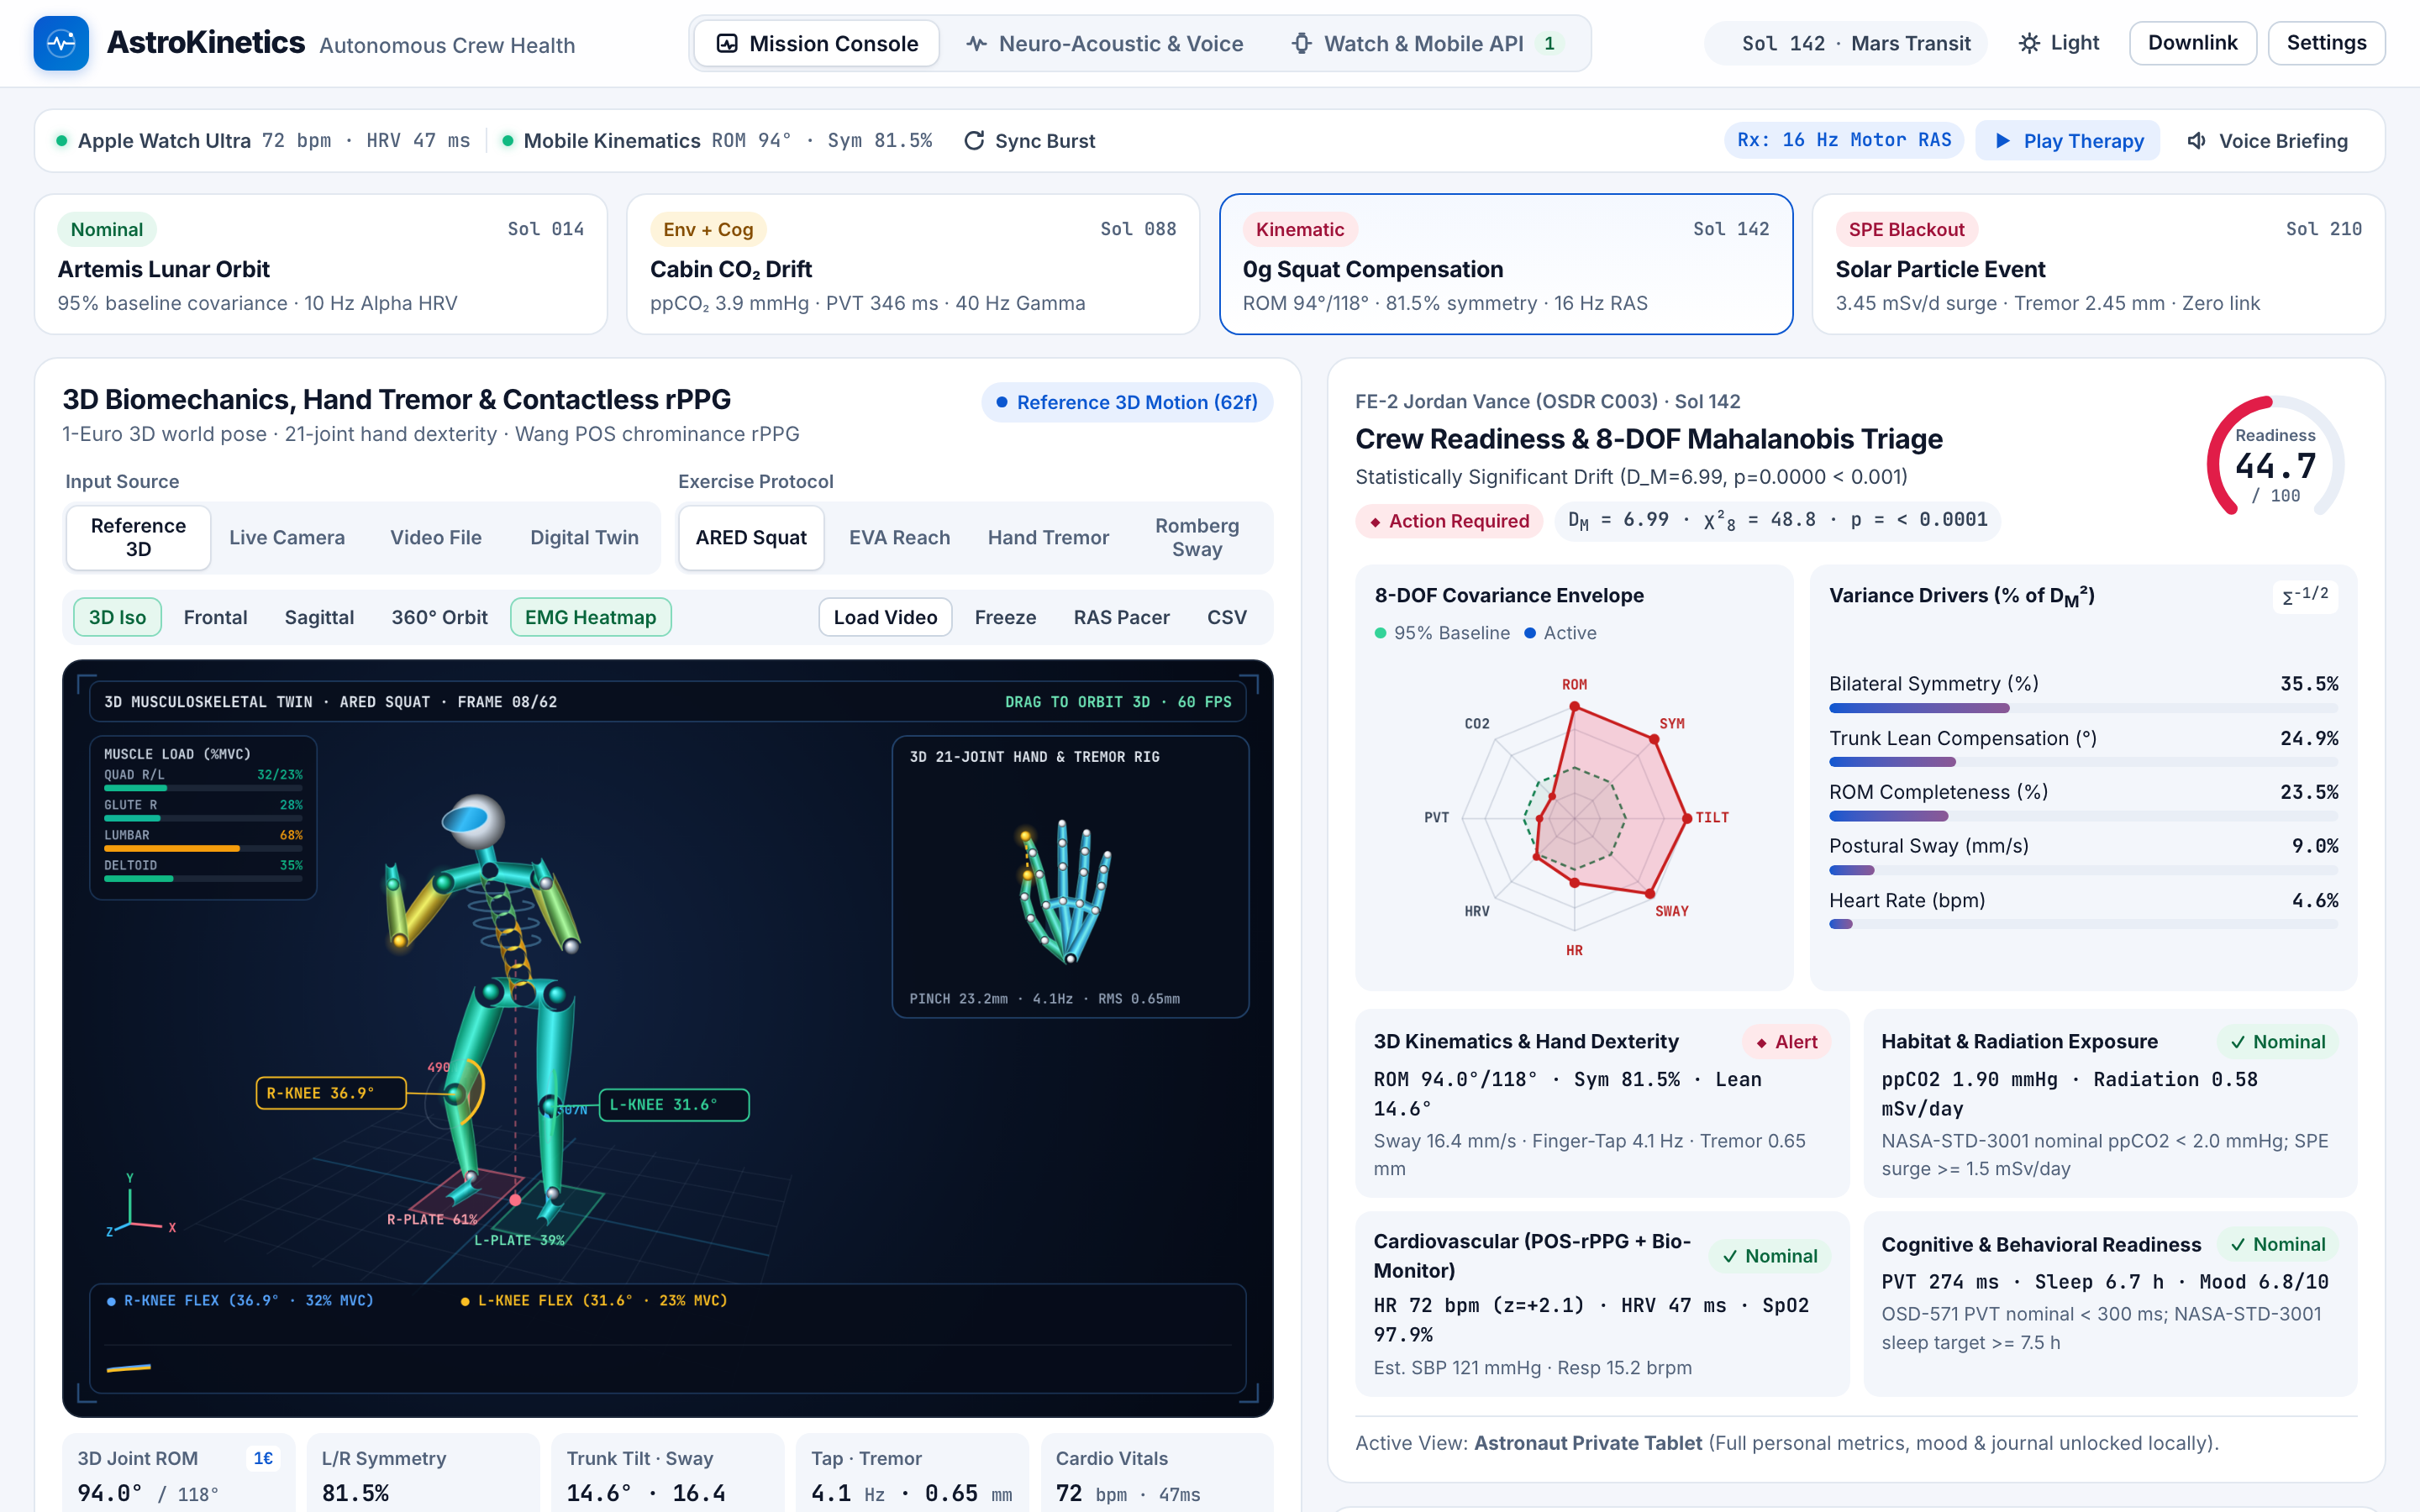 AstroKinetics Autonomous Crew Health
Mission Console
Neuro-Acoustic & Voice
Watch & Mobile API 1
Sol 142 · Mars Transit
Light
Downlink
Settings
Apple Watch Ultra 72 bpm · HRV 47 ms
Mobile Kinematics ROM 94° · Sym 81.5%
Sync Burst
Rx: 16 Hz Motor RAS
Play Therapy
Voice Briefing
Nominal Sol 014
Artemis Lunar Orbit
95% baseline covariance · 10 Hz Alpha HRV
Env + Cog Sol 088
Cabin CO₂ Drift
ppCO₂ 3.9 mmHg · PVT 346 ms · 40 Hz Gamma
Kinematic Sol 142
0g Squat Compensation
ROM 94°/118° · 81.5% symmetry · 16 Hz RAS
SPE Blackout Sol 210
Solar Particle Event
3.45 mSv/d surge · Tremor 2.45 mm · Zero link
3D Biomechanics, Hand Tremor & Contactless rPPG
Reference 3D Motion (62f)
1-Euro 3D world pose · 21-joint hand dexterity · Wang POS chrominance rPPG
Input Source
Reference
3D
Live Camera
Video File
Digital Twin
Exercise Protocol
ARED Squat
EVA Reach
Hand Tremor
Romberg
Sway
3D Iso
Frontal
Sagittal
360° Orbit
EMG Heatmap
Load Video
Freeze
RAS Pacer
CSV
3D MUSCULOSKELETAL TWIN · ARED SQUAT · FRAME 08/62
DRAG TO ORBIT 3D · 60 FPS
MUSCLE LOAD (%MVC)
QUAD R/L 32/23%
GLUTE R 28%
LUMBAR 68%
DELTOID 35%
3D 21-JOINT HAND & TREMOR RIG
PINCH 23.2mm · 4.1Hz · RMS 0.65mm
490
R-KNEE 36.9°
307N
L-KNEE 31.6°
Y
Z
X
R-PLATE 61%
L-PLATE 39%
R-KNEE FLEX (36.9° · 32% MVC)
L-KNEE FLEX (31.6° · 23% MVC)
3D Joint ROM 1€
94.0° / 118°
L/R Symmetry
81.5%
Trunk Tilt · Sway
14.6° · 16.4
Tap · Tremor
4.1 Hz · 0.65 mm
Cardio Vitals
72 bpm · 47ms
FE-2 Jordan Vance (OSDR C003) · Sol 142
Crew Readiness & 8-DOF Mahalanobis Triage
Statistically Significant Drift (D_M=6.99, p=0.0000 < 0.001)
Action Required
D_M = 6.99 · χ²₈ = 48.8 · p = < 0.0001
Readiness
44.7
/ 100
8-DOF Covariance Envelope
95% Baseline
Active
ROM
SYM
TILT
SWAY
HR
HRV
PVT
CO2
Variance Drivers (% of D_M²)
Σ⁻¹/²
Bilateral Symmetry (%) 35.5%
Trunk Lean Compensation (°) 24.9%
ROM Completeness (%) 23.5%
Postural Sway (mm/s) 9.0%
Heart Rate (bpm) 4.6%
3D Kinematics & Hand Dexterity
Alert
ROM 94.0°/118° · Sym 81.5% · Lean
14.6°
Sway 16.4 mm/s · Finger-Tap 4.1 Hz · Tremor 0.65
mm
Habitat & Radiation Exposure
Nominal
ppCO2 1.90 mmHg · Radiation 0.58
mSv/day
NASA-STD-3001 nominal ppCO2 < 2.0 mmHg; SPE
surge >= 1.5 mSv/day
Cardiovascular (POS-rPPG + Bio-
Monitor)
Nominal
HR 72 bpm (z=+2.1) · HRV 47 ms · SpO2
97.9%
Est. SBP 121 mmHg · Resp 15.2 brpm
Cognitive & Behavioral Readiness
Nominal
PVT 274 ms · Sleep 6.7 h · Mood 6.8/10
OSD-571 PVT nominal < 300 ms; NASA-STD-3001
sleep target >= 7.5 h
Active View: Astronaut Private Tablet (Full personal metrics, mood & journal unlocked locally).